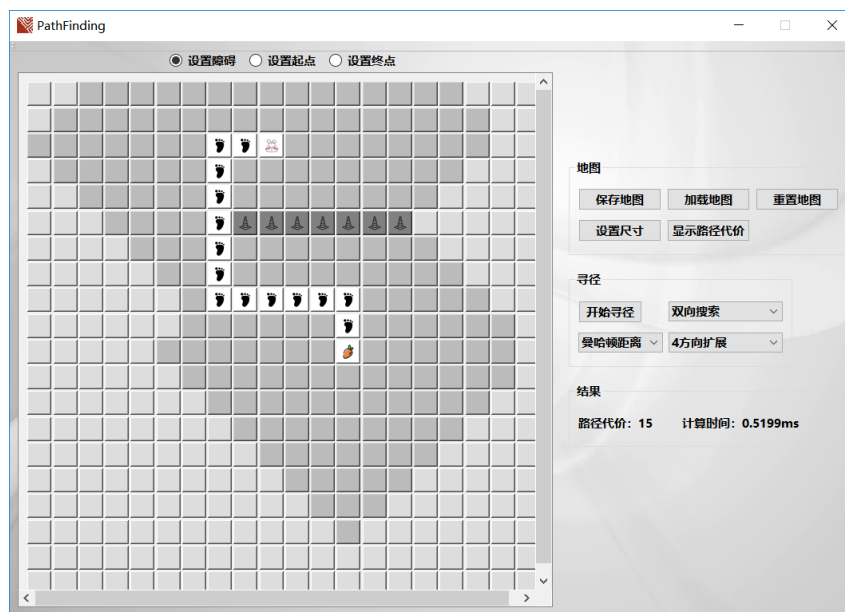 PathFinding
设置障碍 设置起点 设置终点
地图
保存地图 加载地图 重置地图
设置尺寸 显示路径代价
寻径
开始寻径 双向搜索
曼哈顿距离 4方向扩展
结果
路径代价：15 计算时间：0.5199ms